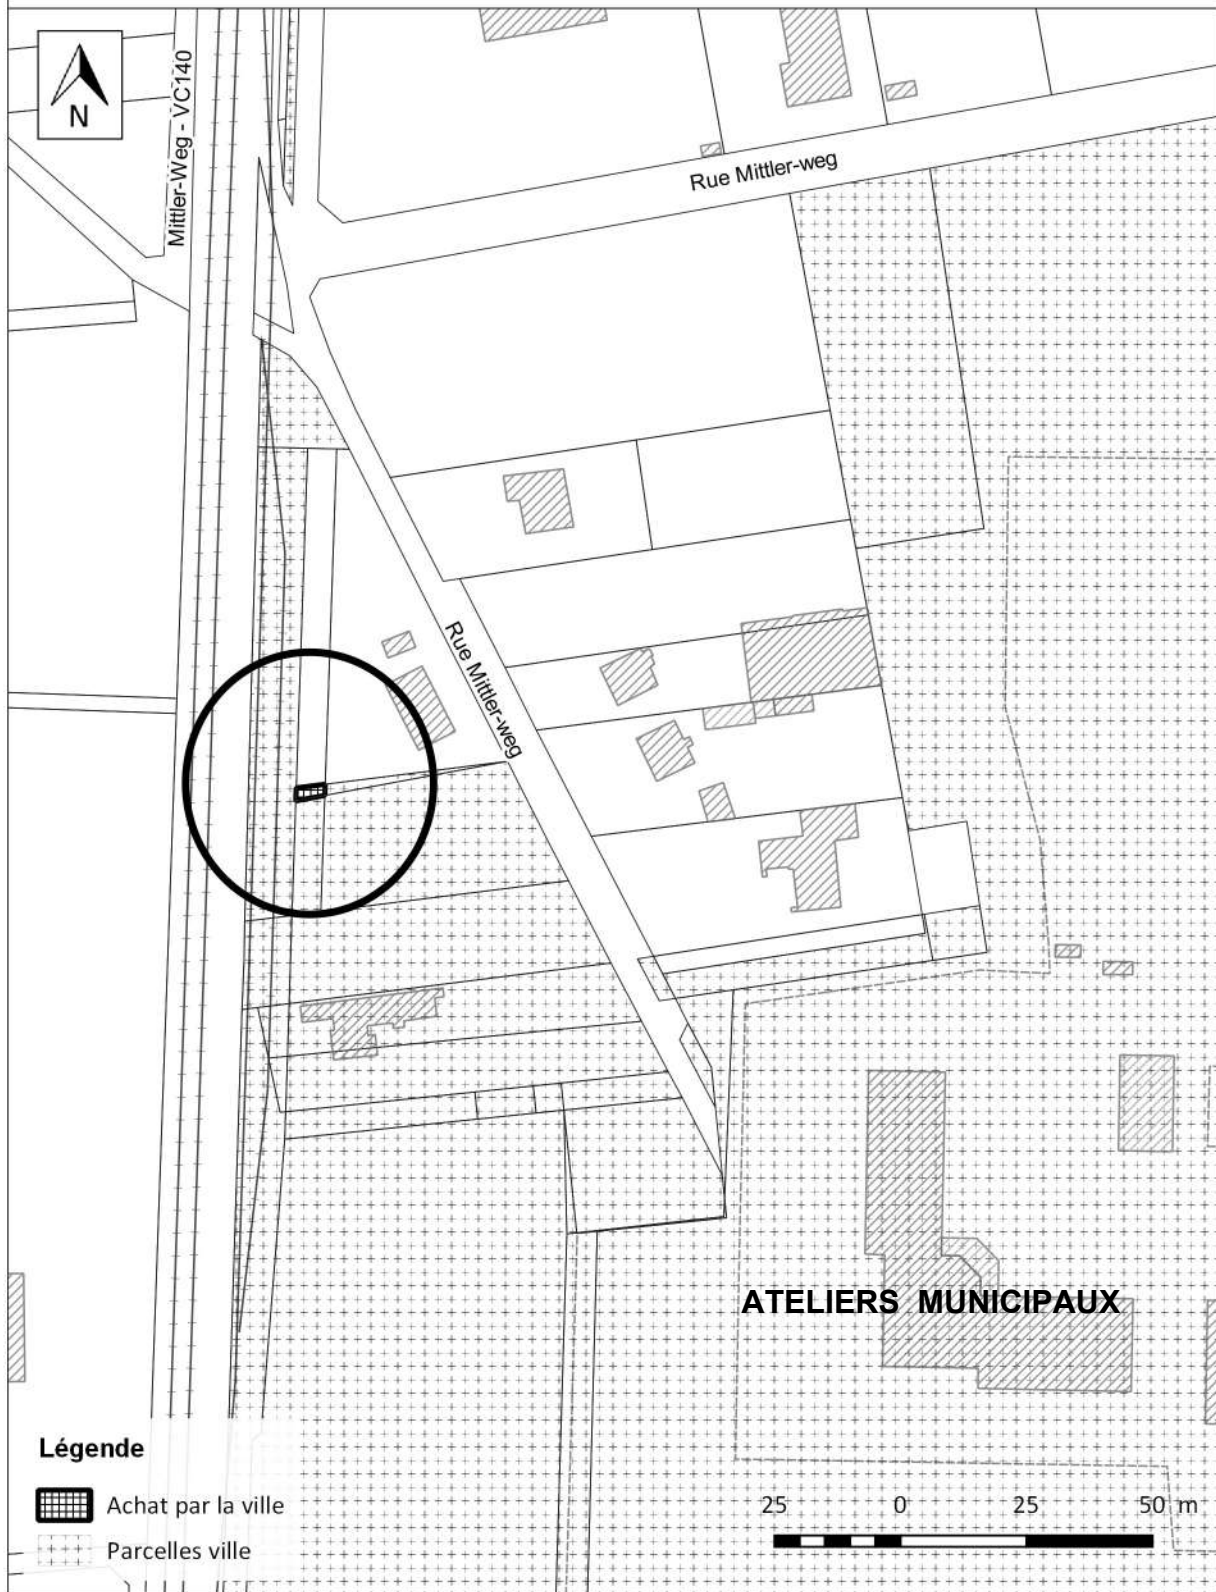 N
Mittler-Weg - VC140
Rue Mittler-weg
Rue Mittler-weg
ATELIERS MUNICIPAUX
Légende
Achat par la ville
Parcelles ville
25 0 25 50 m